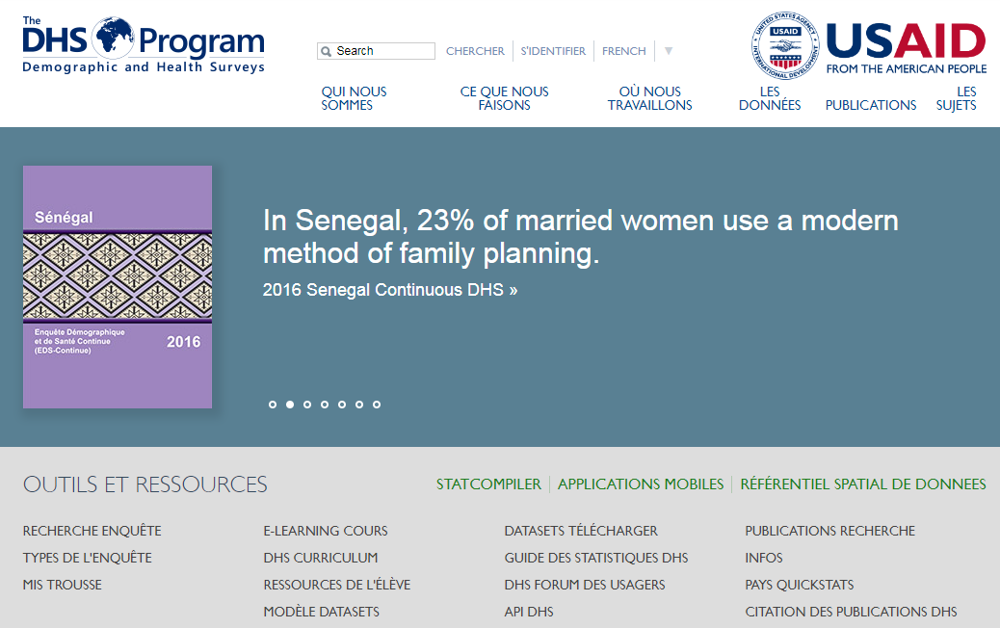 The
DHS Program
Demographic and Health Surveys
Search
CHERCHER
S'IDENTIFIER
FRENCH
UNITED STATES AGENCY
USAID
INTERNATIONAL DEVELOPMENT
USAID
FROM THE AMERICAN PEOPLE
QUI NOUS
SOMMES
CE QUE NOUS
FAISONS
OÙ NOUS
TRAVAILLONS
LES
DONNÉES
PUBLICATIONS
LES
SUJETS
Sénégal
Enquête Démographique
et de Santé Continue
(EDS-Continue)
2016
In Senegal, 23% of married women use a modern
method of family planning.
2016 Senegal Continuous DHS »
OUTILS ET RESSOURCES
STATCOMPILER
APPLICATIONS MOBILES
RÉFÉRENTIEL SPATIAL DE DONNEES
RECHERCHE ENQUÊTE
TYPES DE L'ENQUÊTE
MIS TROUSSE
E-LEARNING COURS
DHS CURRICULUM
RESSOURCES DE L'ÉLÈVE
MODÈLE DATASETS
DATASETS TÉLÉCHARGER
GUIDE DES STATISTIQUES DHS
DHS FORUM DES USAGERS
API DHS
PUBLICATIONS RECHERCHE
INFOS
PAYS QUICKSTATS
CITATION DES PUBLICATIONS DHS